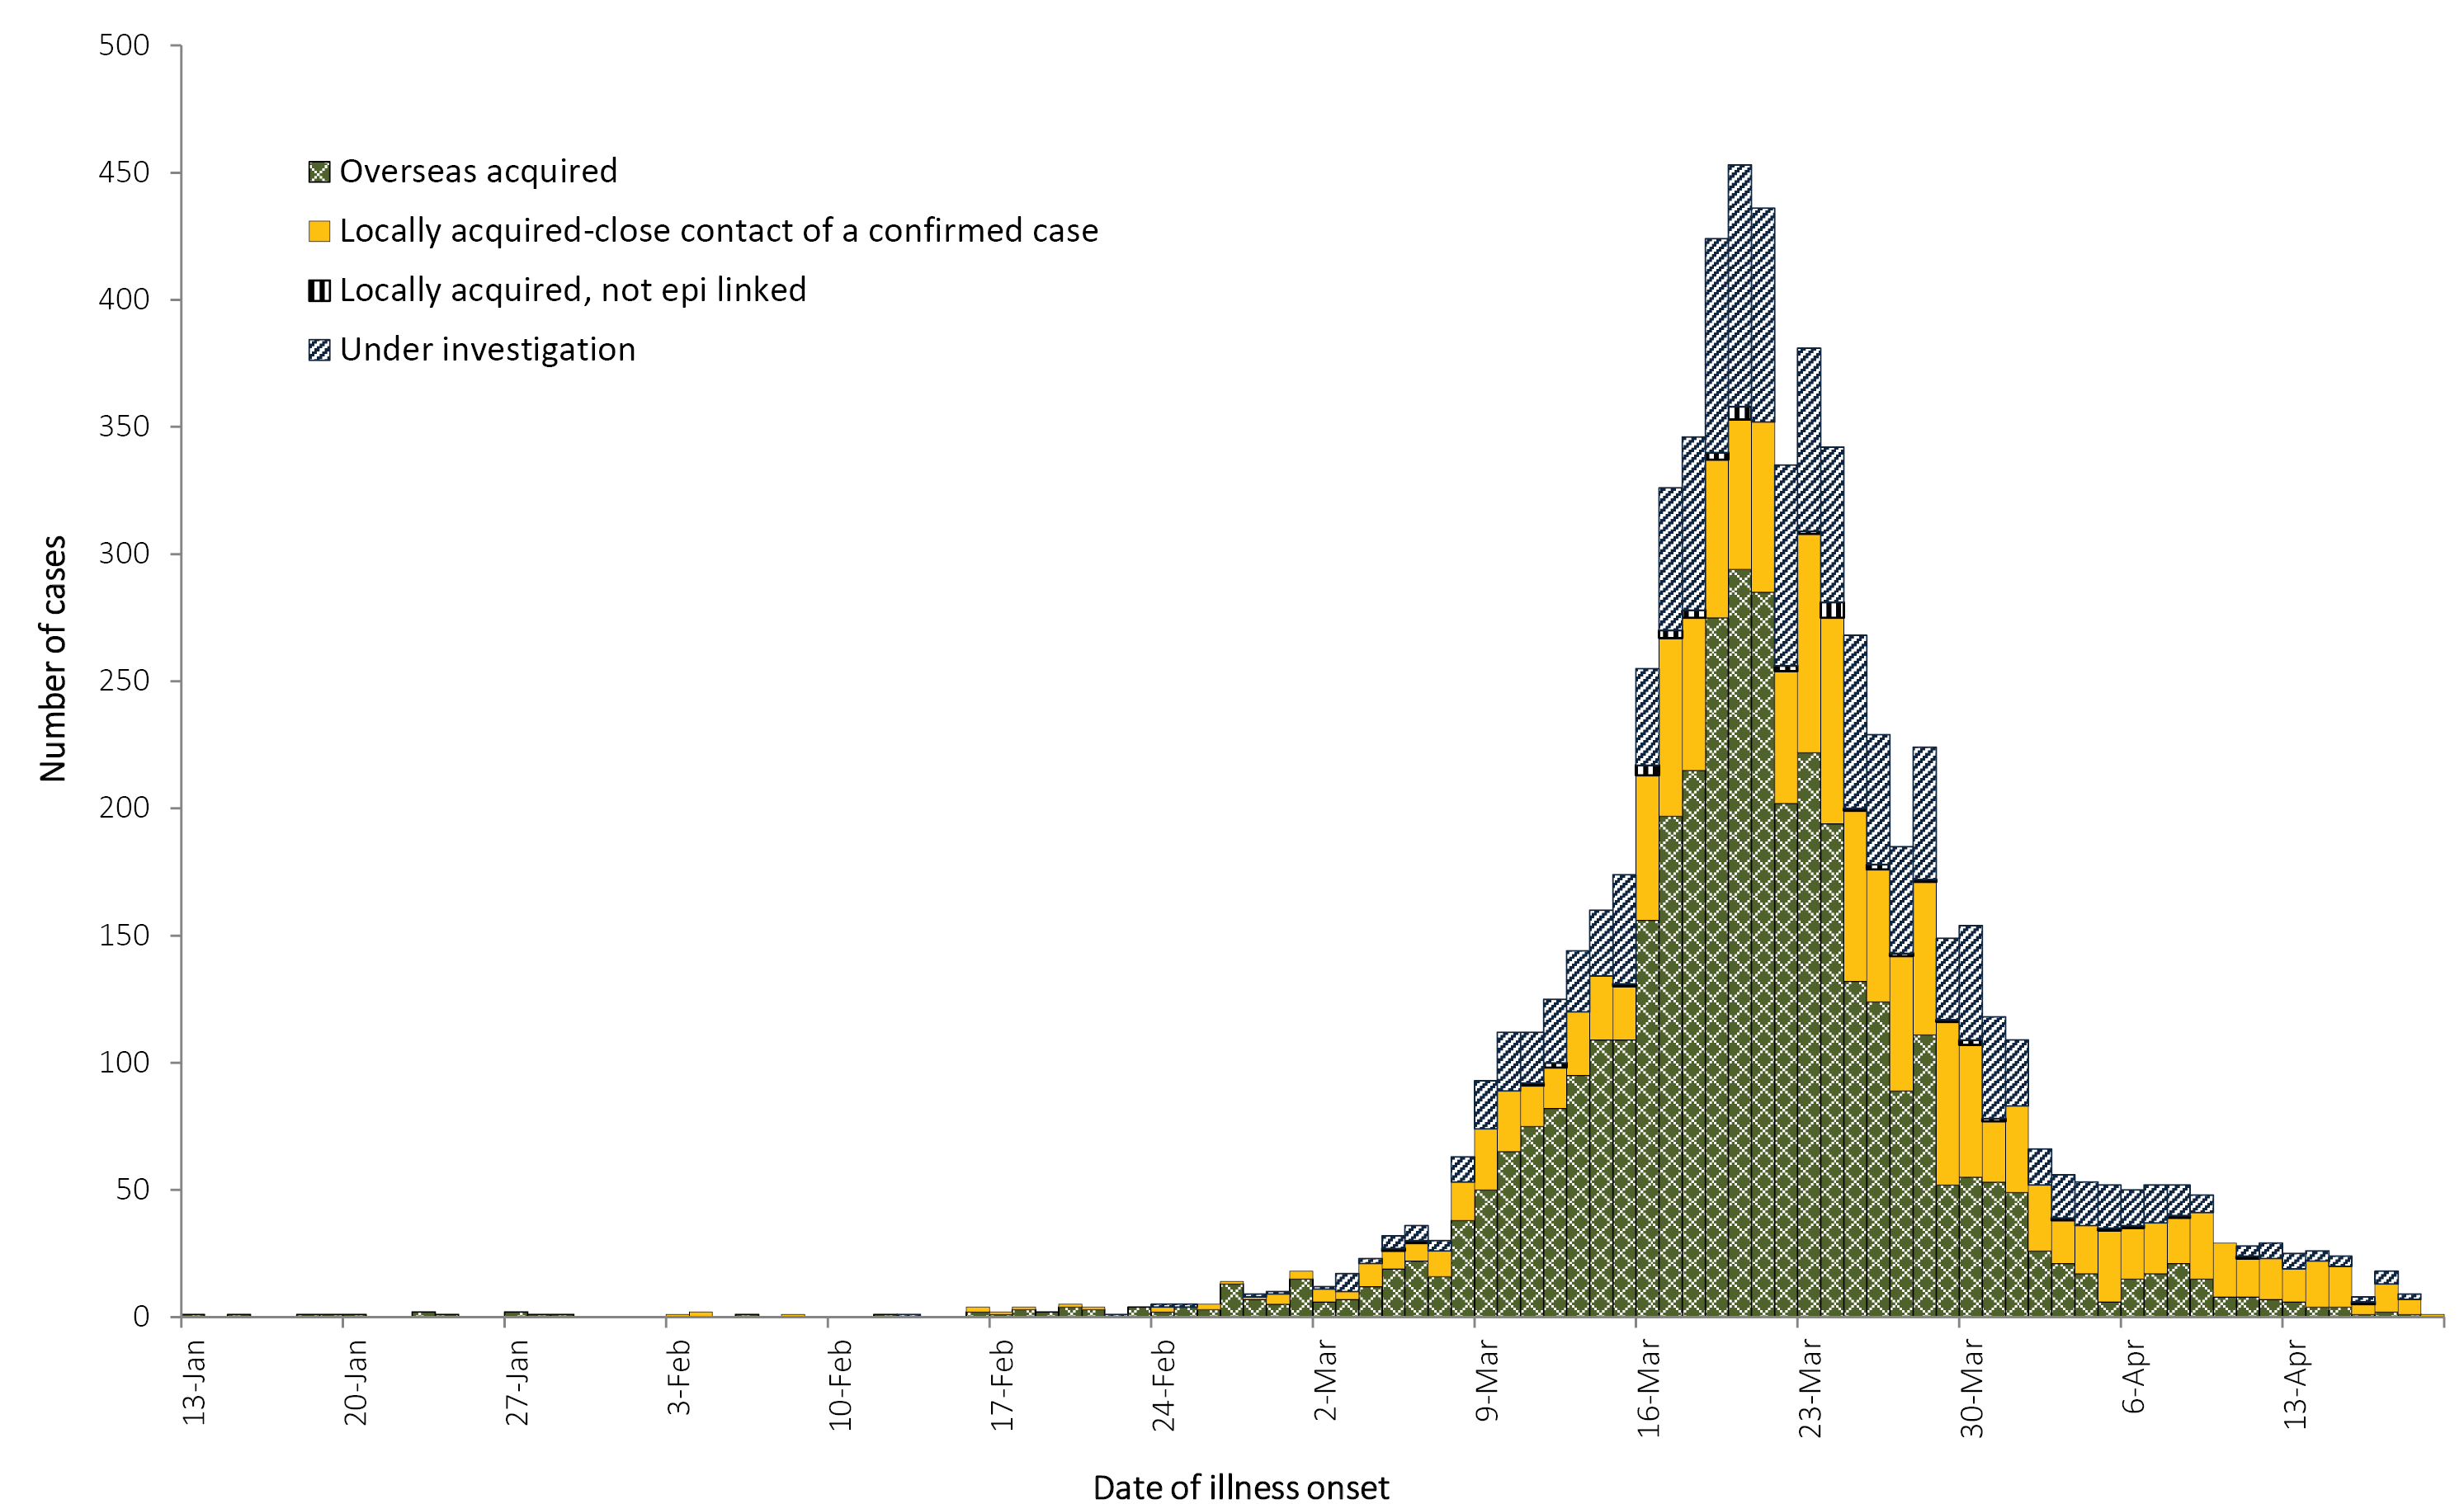 500
450
400
350
300
250
200
150
100
50
0
Number of cases
Overseas acquired
Locally acquired-close contact of a confirmed case
Locally acquired, not epi linked
Under investigation
13-Jan
20-Jan
27-Jan
3-Feb
10-Feb
17-Feb
24-Feb
2-Mar
9-Mar
16-Mar
23-Mar
30-Mar
6-Apr
13-Apr
Date of illness onset